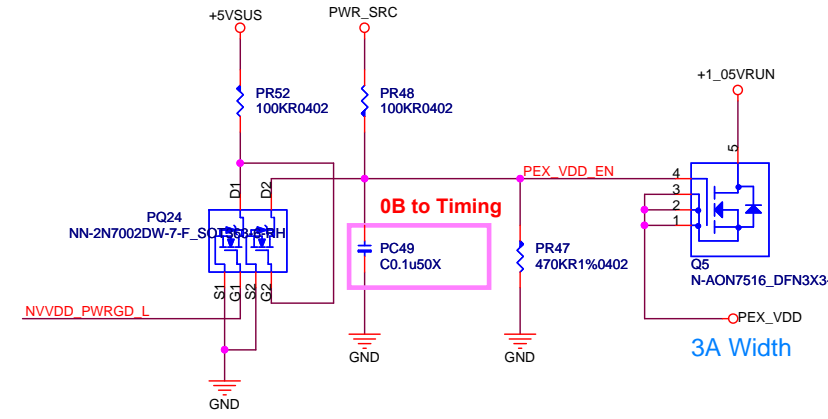 +5VSUS
PWR_SRC
+1_05VRUN
PR52
100KR0402
PR48
100KR0402
5
PEX_VDD_EN
4
3
2
1
D1
D2
0B to Timing
PQ24
NN-2N7002DW-7-F_SOT363-6-RH
PC49
C0.1u50X
PR47
470KR1%0402
Q5
N-AON7516_DFN3X3-
S1
G1
S2
G2
NVVDD_PWRGD_L
PEX_VDD
3A Width
GND
GND
GND